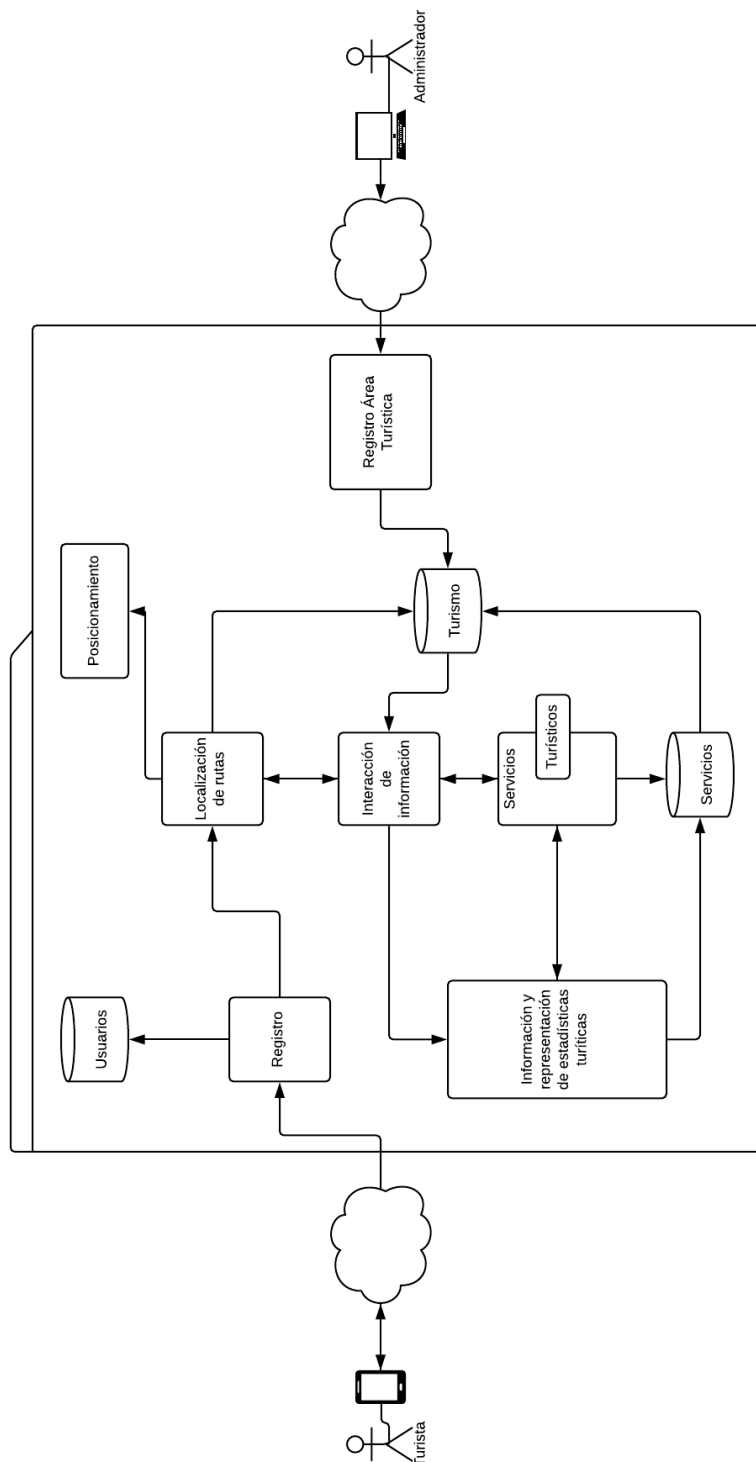 Usuarios
Posicionamiento
Registro
Localización
de rutas
Turista
Interacción
de
información
Registro Área
Turística
Administrador
Turismo
Información y
representación
de estadísticas
turíticas
Servicios
Turísticos
Servicios